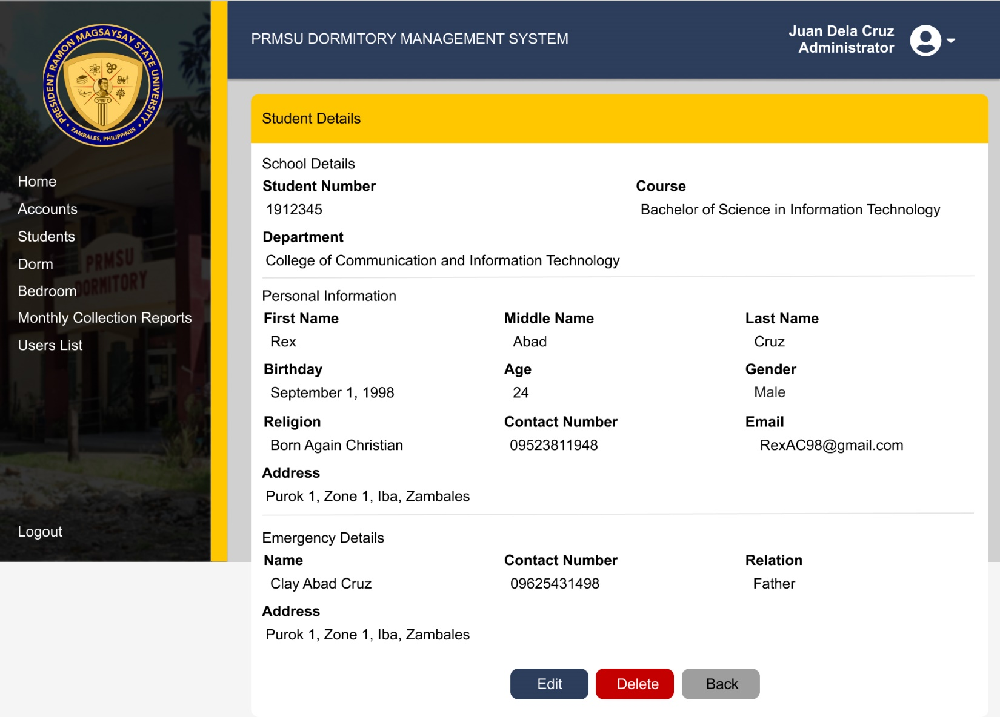 PRESIDENT RAMON MAGSAYSAY STATE UNIVERSITY
ZAMBALES, PHILIPPINES
PRMSU
DORMITORY
Home
Accounts
Students
Dorm
Bedroom
Monthly Collection Reports
Users List
Logout
PRMSU DORMITORY MANAGEMENT SYSTEM
Juan Dela Cruz
Administrator
Student Details
School Details
Student Number
Course
1912345
Bachelor of Science in Information Technology
Department
College of Communication and Information Technology
Personal Information
First Name
Middle Name
Last Name
Rex
Abad
Cruz
Birthday
Age
Gender
September 1, 1998
24
Male
Religion
Contact Number
Email
Born Again Christian
09523811948
RexAC98@gmail.com
Address
Purok 1, Zone 1, Iba, Zambales
Emergency Details
Name
Contact Number
Relation
Clay Abad Cruz
09625431498
Father
Address
Purok 1, Zone 1, Iba, Zambales
Edit
Delete
Back